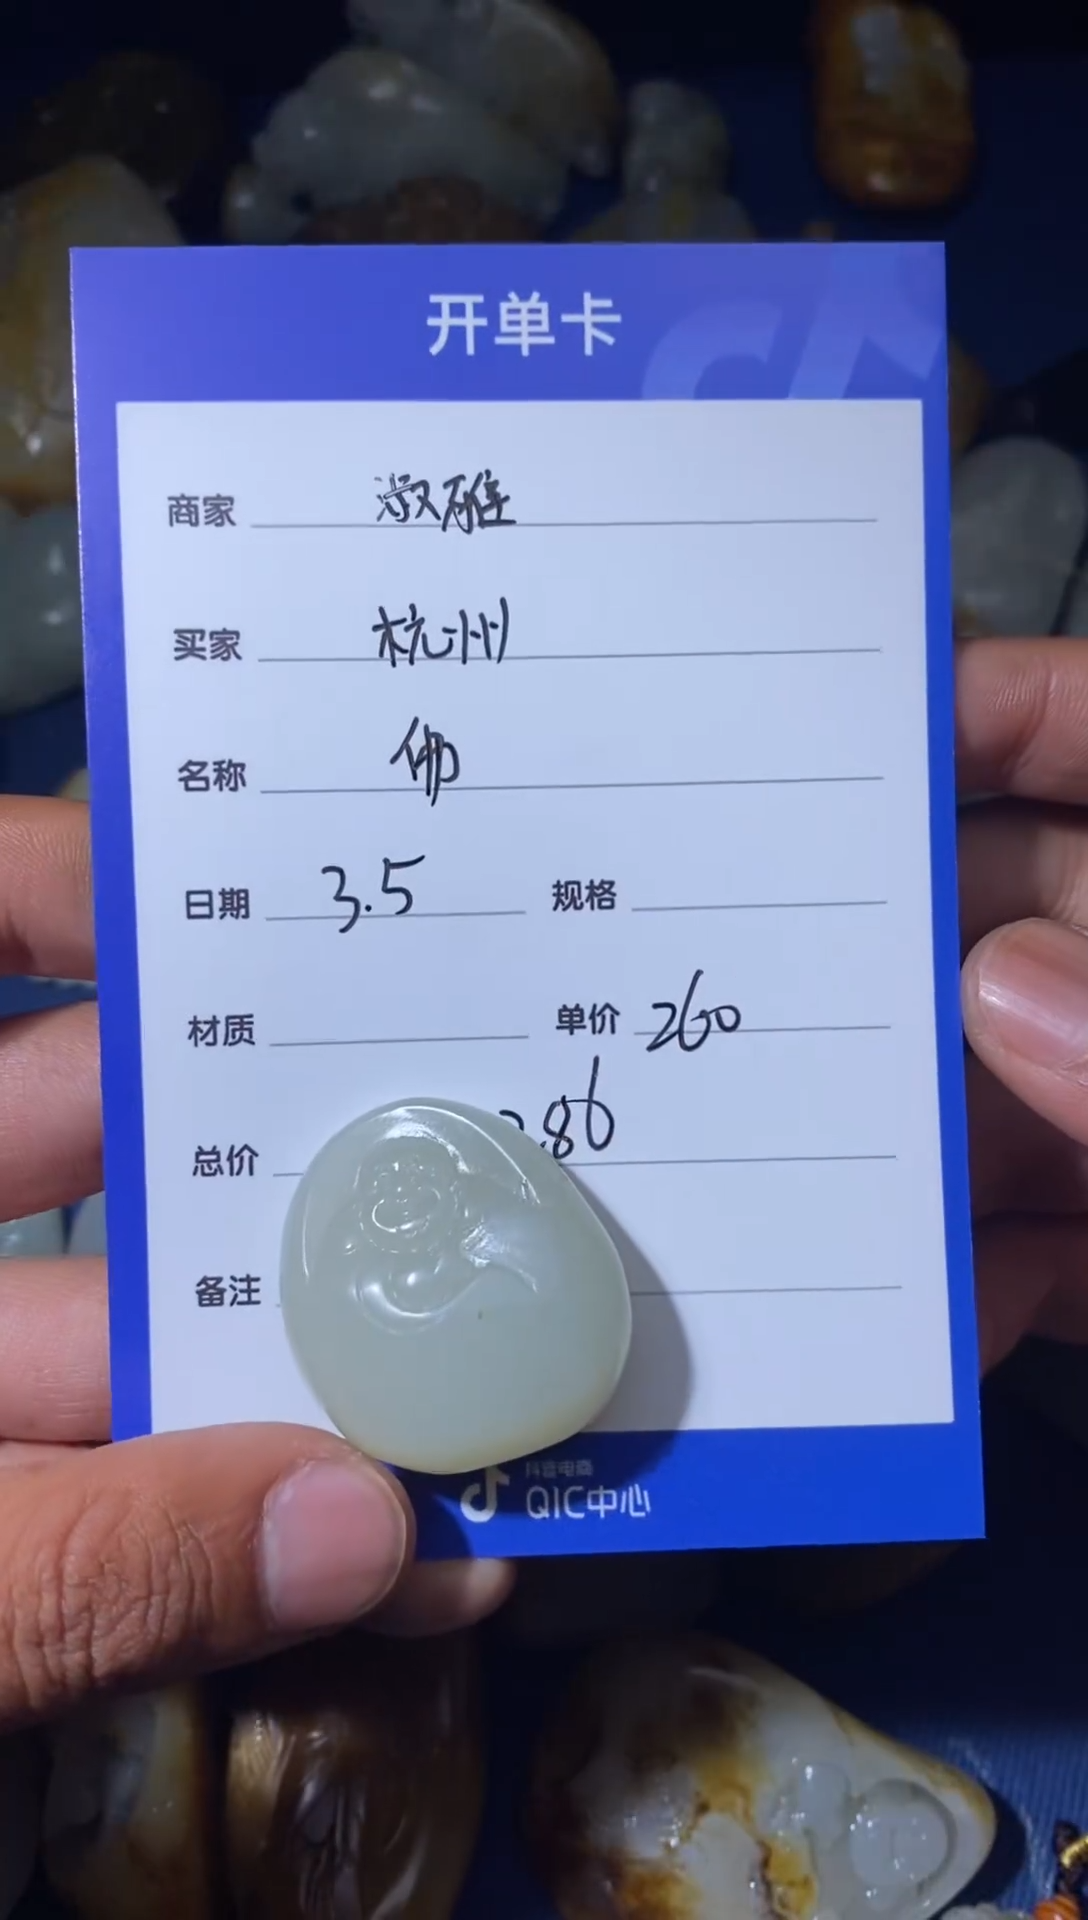 开单卡
商家 淑雅
买家 杭州
名称 佛
日期 3.5 规格
材质 单价 260
总价 .86
备注
抖音电商
QIC中心